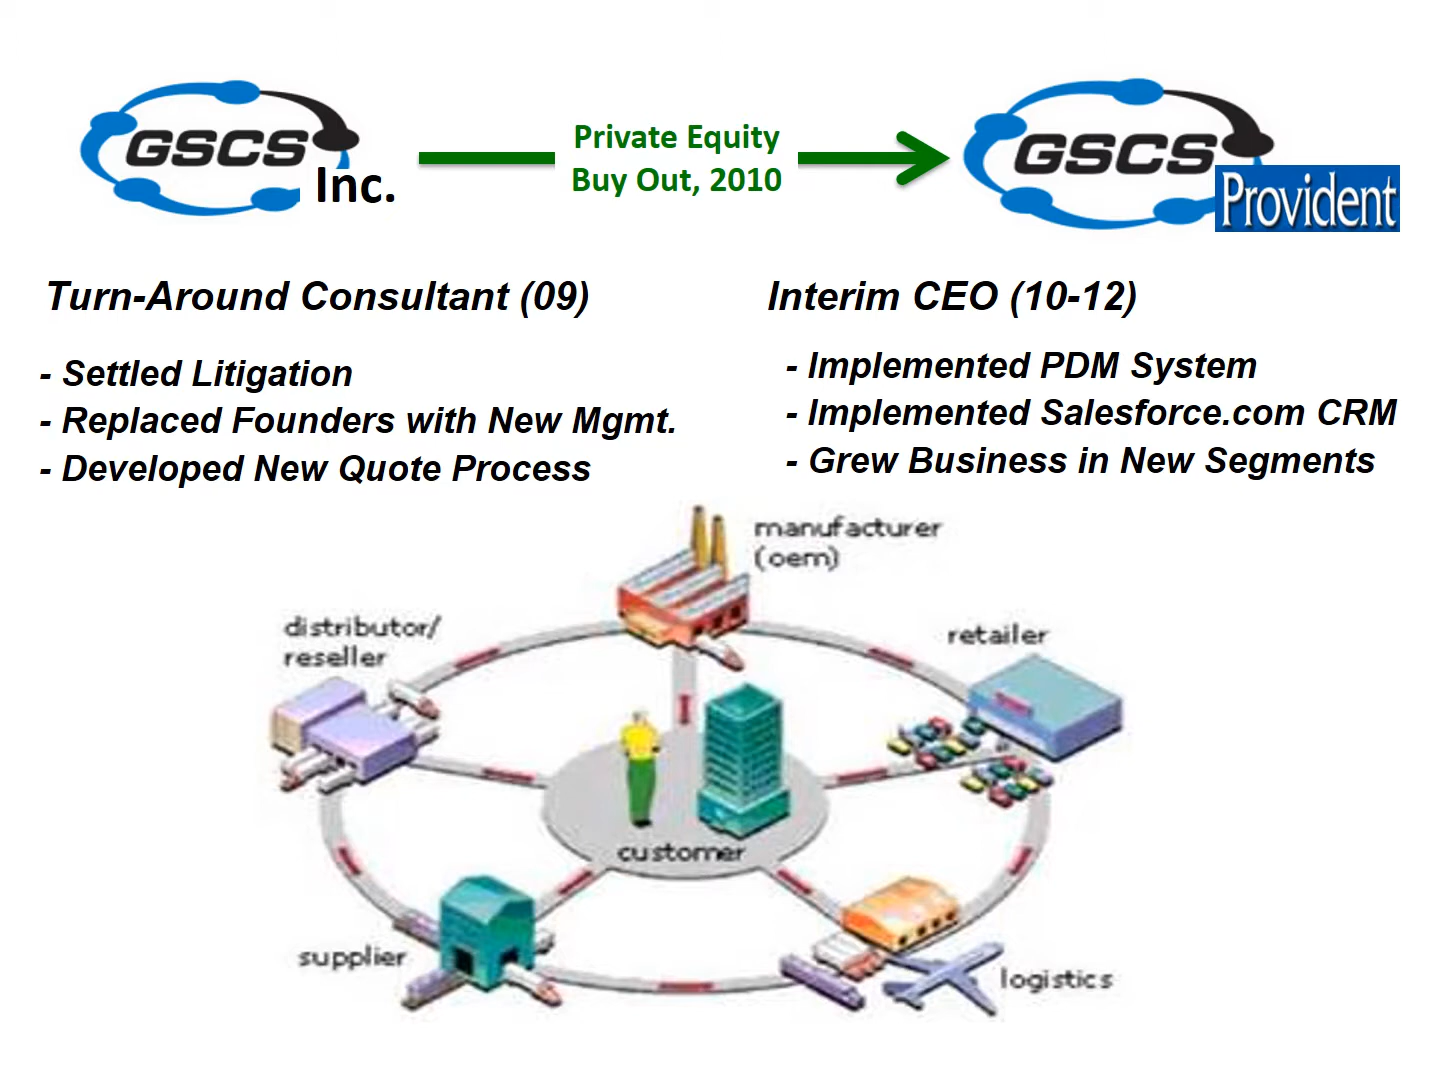 GSCS
Inc.
Private Equity
Buy Out, 2010
GSCS
Provident
Turn-Around Consultant (09)
- Settled Litigation
- Replaced Founders with New Mgmt.
- Developed New Quote Process
Interim CEO (10-12)
- Implemented PDM System
- Implemented Salesforce.com CRM
- Grew Business in New Segments
manufacturer
(oem)
distributor/
reseller
retailer
customer
supplier
logistics